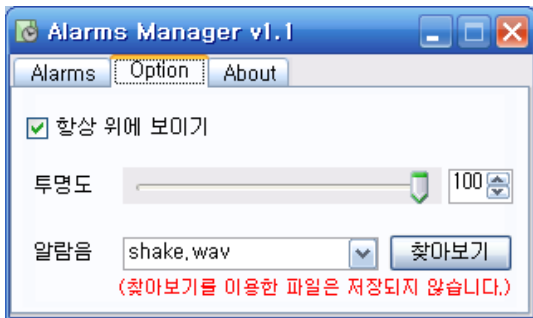 Alarms Manager v1.1
Alarms Option About
항상 위에 보이기
투명도 100
알람음 shake.wav 찾아보기
(찾아보기를 이용한 파일은 저장되지 않습니다.)